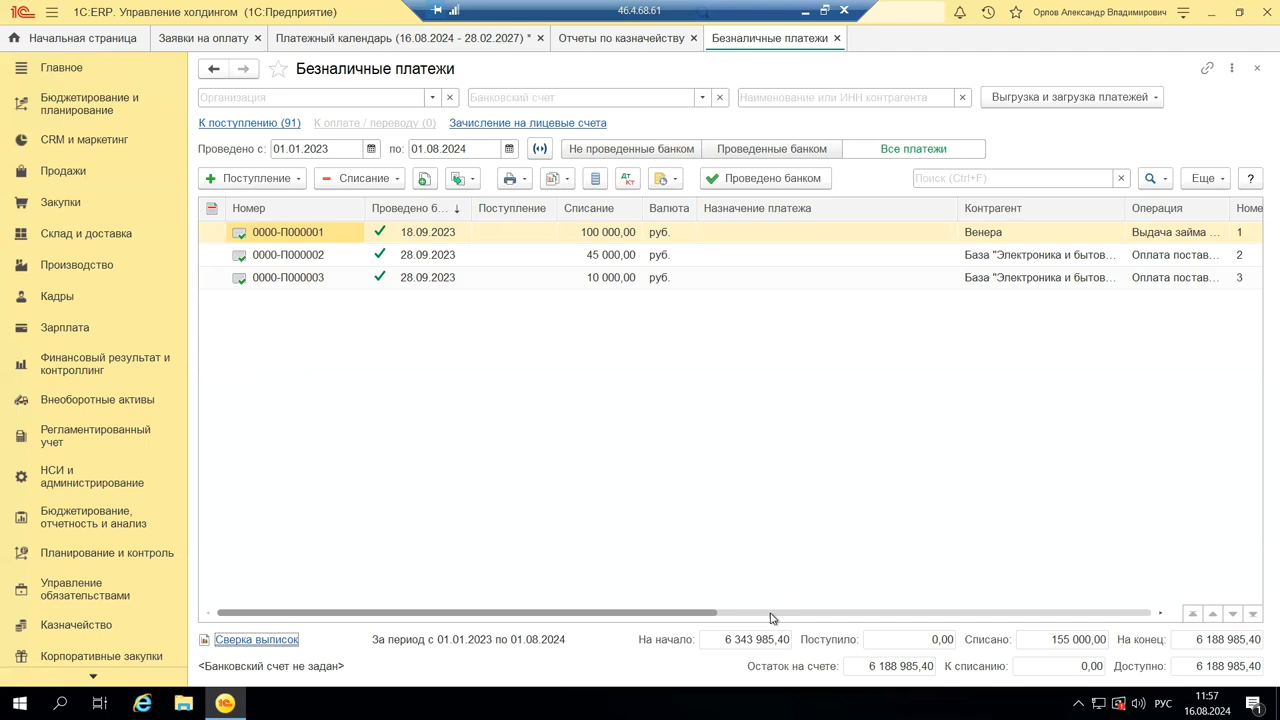 1С:ERP. Управление холдингом (1С:Предприятие)
46.4.68.61
Орлов Александр Владимирович
Начальная страница
Заявки на оплату
Платежный календарь (16.08.2024 - 28.02.2027) *
Отчеты по казначейству
Безналичные платежи
Главное
Бюджетирование и
планирование
CRM и маркетинг
Продажи
Закупки
Склад и доставка
Производство
Кадры
Зарплата
Финансовый результат и
контроллинг
Внеоборотные активы
Регламентированный
учет
НСИ и
администрирование
Бюджетирование,
отчетность и анализ
Планирование и контроль
Управление
обязательствами
Казначейство
Корпоративные закупки
Безналичные платежи
Организация
Банковский счет
Наименование или ИНН контрагента
Выгрузка и загрузка платежей
К поступлению (91)
К оплате / переводу (0)
Зачисление на лицевые счета
Проведено с: 01.01.2023 по: 01.08.2024
Не проведенные банком
Проведенные банком
Все платежи
Поступление
Списание
Дт
Кт
Проведено банком
Поиск (Ctrl+F)
Еще
?
Номер Проведено б... Поступление Списание Валюта Назначение платежа Контрагент Операция Номе
0000-П000001 18.09.2023 100 000,00 руб. Венера Выдача займа ... 1
0000-П000002 28.09.2023 45 000,00 руб. База "Электроника и бытов... Оплата постав... 2
0000-П000003 28.09.2023 10 000,00 руб. База "Электроника и бытов... Оплата постав... 3
Сверка выписок За период с 01.01.2023 по 01.08.2024 На начало: 6 343 985,40 Поступило: 0,00 Списано: 155 000,00 На конец: 6 188 985,40
<Банковский счет не задан> Остаток на счете: 6 188 985,40 К списанию: 0,00 Доступно: 6 188 985,40
РУС
11:57
16.08.2024
1